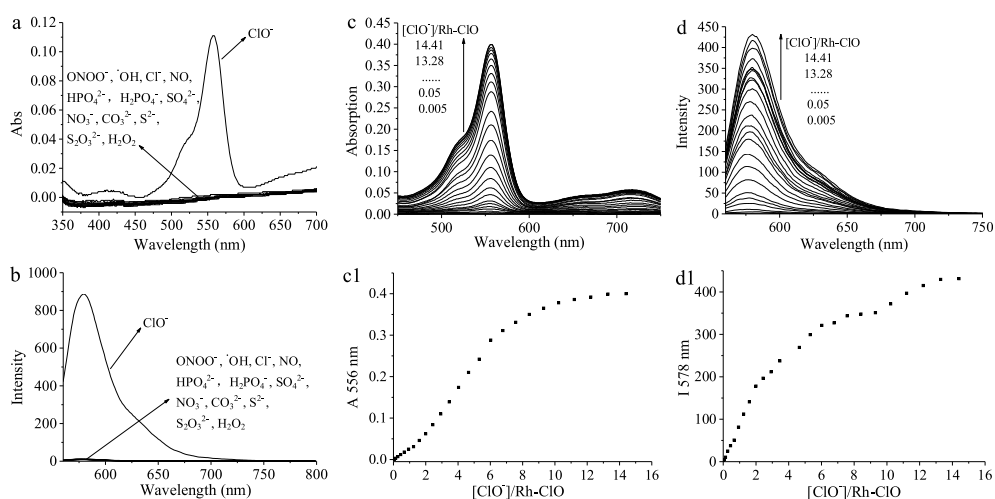 a
0.12
0.10
0.08
0.06
0.04
0.02
0.00
Abs
ClO⁻
ONOO⁻, ˙OH, Cl⁻, NO,
HPO₄²⁻, H₂PO₄⁻, SO₄²⁻,
NO₃⁻, CO₃²⁻, S²⁻,
S₂O₃²⁻, H₂O₂
350 400 450 500 550 600 650 700
Wavelength (nm)
c
0.50
0.45
0.40
0.35
0.30
0.25
0.20
0.15
0.10
0.05
0.00
Absorption
[ClO⁻]/Rh-ClO
14.41
13.28
......
0.05
0.005
500 550 600 650 700
Wavelength (nm)
d
450
400
350
300
250
200
150
100
50
0
Intensity
[ClO⁻]/Rh-ClO
14.41
13.28
......
0.05
0.005
600 650 700 750
Wavelength (nm)
b
1000
800
600
400
200
0
Intensity
ClO⁻
ONOO⁻, ˙OH, Cl⁻, NO,
HPO₄²⁻, H₂PO₄⁻, SO₄²⁻,
NO₃⁻, CO₃²⁻, S²⁻,
S₂O₃²⁻, H₂O₂
600 650 700 750 800
Wavelength (nm)
c1
0.4
0.3
0.2
0.1
0.0
A 556 nm
0 2 4 6 8 10 12 14 16
[ClO⁻]/Rh-ClO
d1
400
300
200
100
0
I 578 nm
0 2 4 6 8 10 12 14 16
[ClO⁻]/Rh-ClO